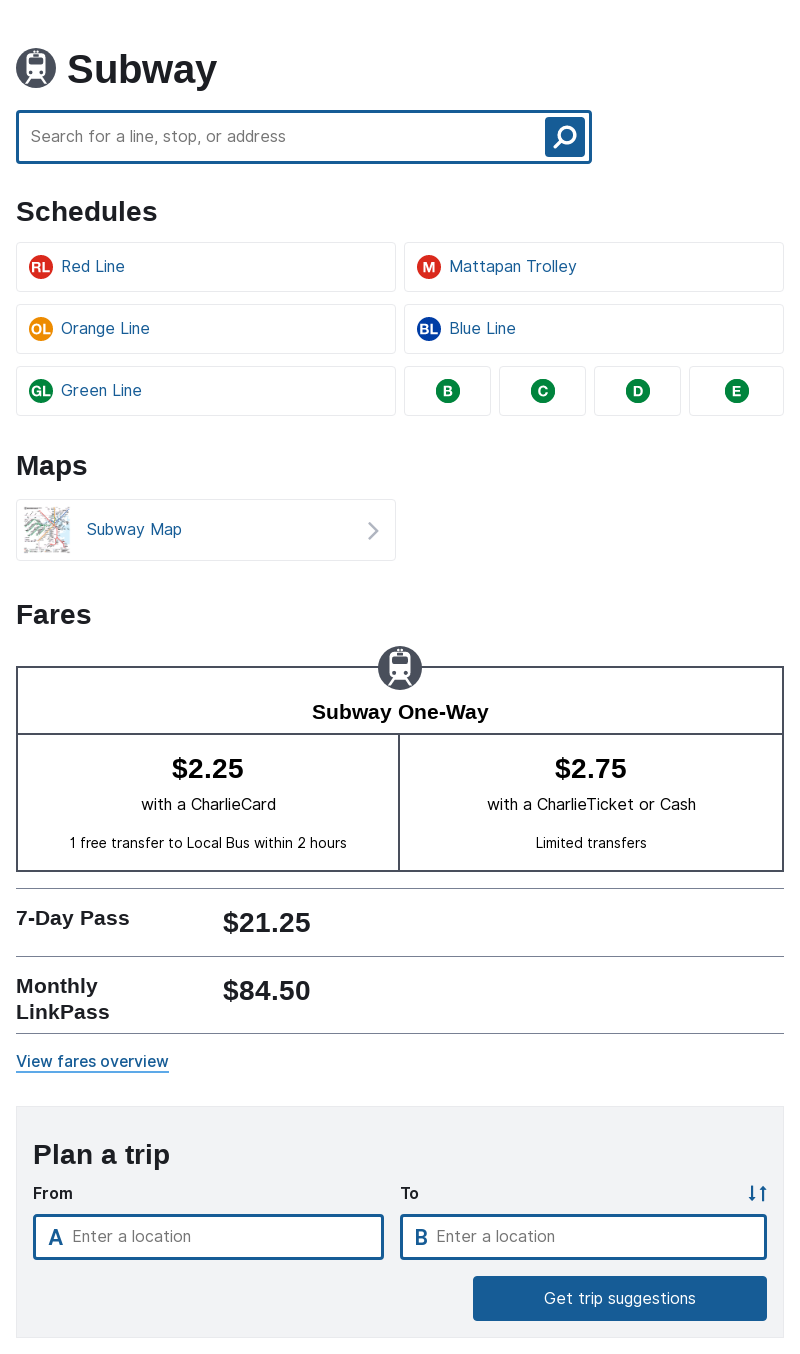 Subway
Search for a line, stop, or address
Schedules
RL Red Line
M Mattapan Trolley
OL Orange Line
BL Blue Line
GL Green Line
B
C
D
E
Maps
Subway Map
Fares
Subway One-Way
$2.25
with a CharlieCard
1 free transfer to Local Bus within 2 hours
$2.75
with a CharlieTicket or Cash
Limited transfers
7-Day Pass
$21.25
Monthly
LinkPass
$84.50
View fares overview
Plan a trip
From
A Enter a location
To
B Enter a location
Get trip suggestions